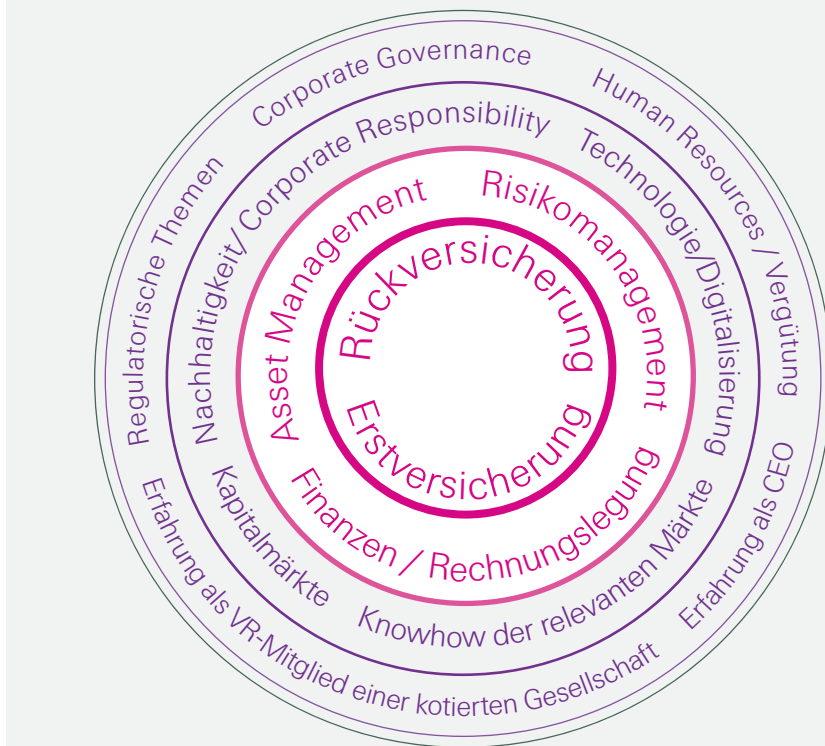 Corporate Governance
Human Resources / Vergütung
Regulatorische Themen
Erfahrung als CEO
Erfahrung als VR-Mitglied einer kotierten Gesellschaft
Nachhaltigkeit/Corporate Responsibility
Technologie/Digitalisierung
Kapitalmärkte
Knowhow der relevanten Märkte
Asset Management
Risikomanagement
Finanzen / Rechnungslegung
Rückversicherung
Erstversicherung